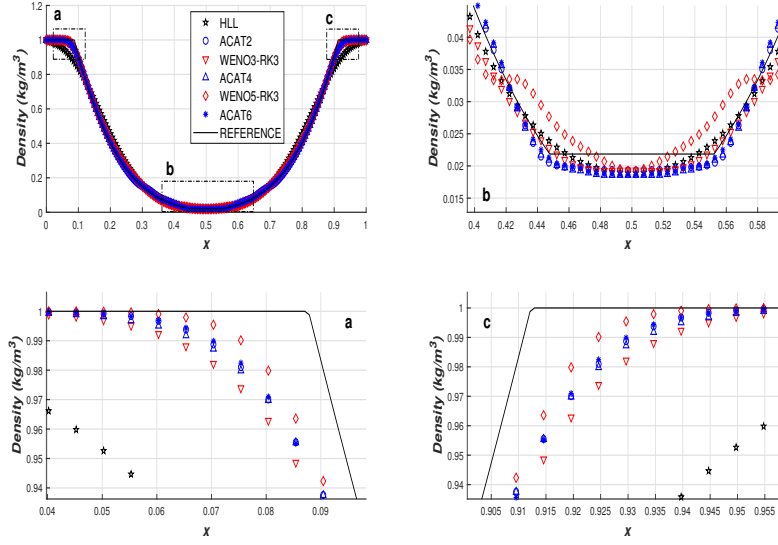 a
c
b
HLL
ACAT2
WENO3-RK3
ACAT4
WENO5-RK3
ACAT6
REFERENCE
Density (kg/m³)
1.2
1
0.8
0.6
0.4
0.2
0
0 0.1 0.2 0.3 0.4 0.5 0.6 0.7 0.8 0.9 1
x
Density (kg/m³)
0.04
0.035
0.03
0.025
0.02
0.015
b
0.4 0.42 0.44 0.46 0.48 0.5 0.52 0.54 0.56 0.58
x
Density (kg/m³)
1
0.99
0.98
0.97
0.96
0.95
0.94
a
0.04 0.05 0.06 0.07 0.08 0.09
x
Density (kg/m³)
1
0.99
0.98
0.97
0.96
0.95
0.94
c
0.905 0.91 0.915 0.92 0.925 0.93 0.935 0.94 0.945 0.95 0.955
x